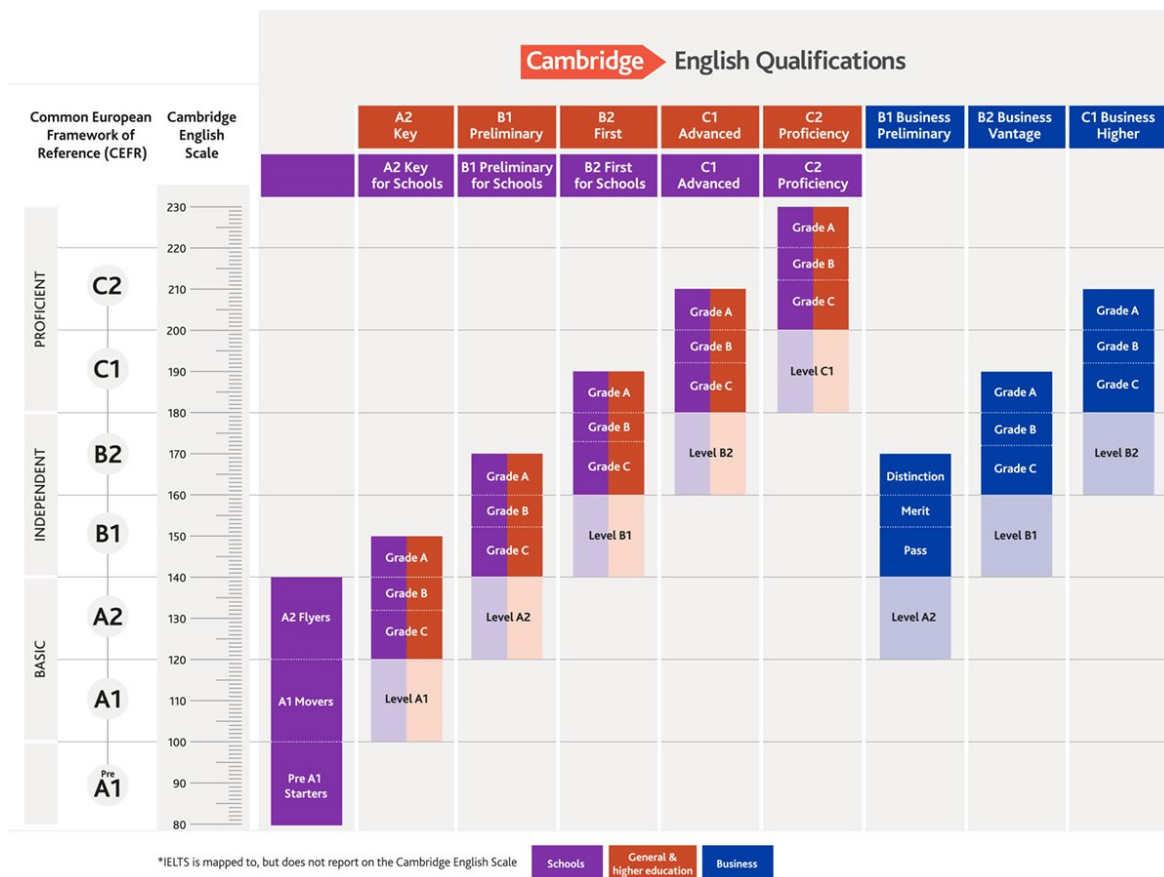 Cambridge English Qualifications
Common European
Framework of
Reference (CEFR)
Cambridge
English
Scale
A2
Key
B1
Preliminary
B2
First
C1
Advanced
C2
Proficiency
B1 Business
Preliminary
B2 Business
Vantage
C1 Business
Higher
A2 Key
for Schools
B1 Preliminary
for Schools
B2 First
for Schools
C1
Advanced
C2
Proficiency
PROFICIENT
INDEPENDENT
BASIC
C2
C1
B2
B1
A2
A1
Pre
A1
230
220
210
200
190
180
170
160
150
140
130
120
110
100
90
80
A2 Flyers
A1 Movers
Pre A1
Starters
Grade A
Grade B
Grade C
Level A1
Grade A
Grade B
Grade C
Level A2
Grade A
Grade B
Grade C
Level B1
Grade A
Grade B
Grade C
Level B2
Grade A
Grade B
Grade C
Level C1
Distinction
Merit
Pass
Level A2
Grade A
Grade B
Grade C
Level B1
Grade A
Grade B
Grade C
Level B2
*IELTS is mapped to, but does not report on the Cambridge English Scale
Schools
General &
higher education
Business